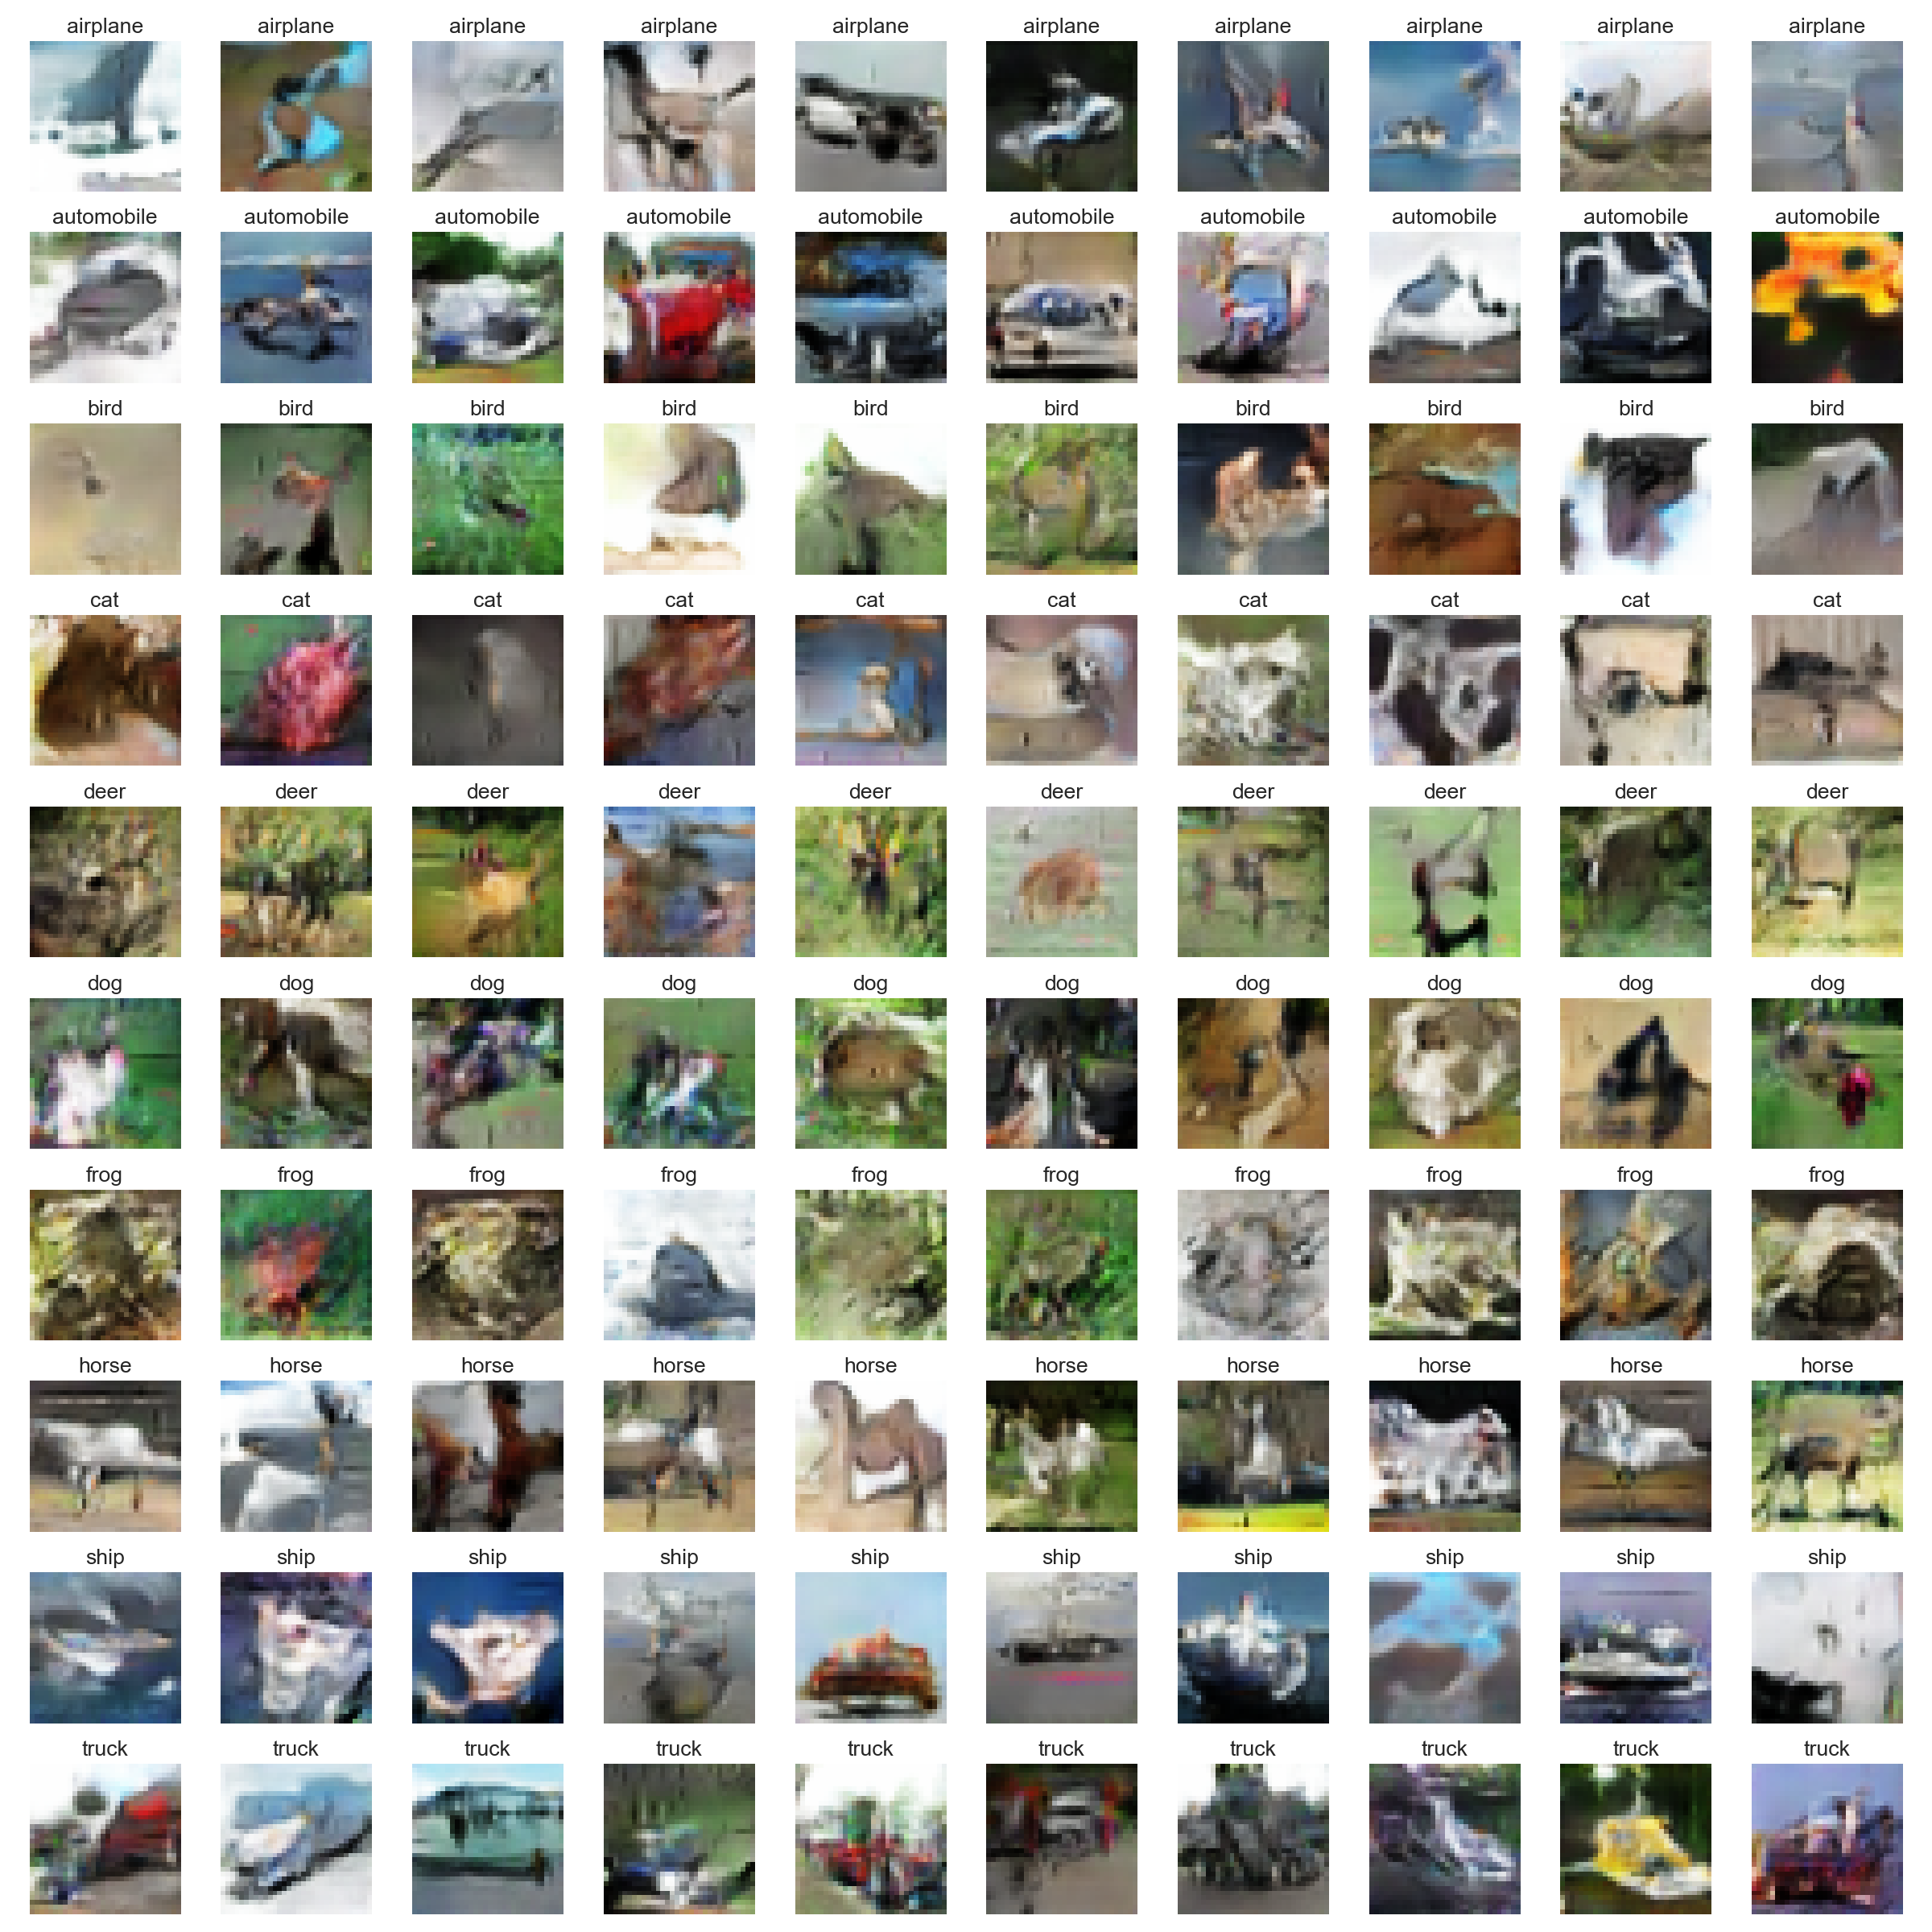 airplane airplane airplane airplane airplane airplane airplane airplane airplane airplane
automobile automobile automobile automobile automobile automobile automobile automobile automobile automobile
bird bird bird bird bird bird bird bird bird bird
cat cat cat cat cat cat cat cat cat cat
deer deer deer deer deer deer deer deer deer deer
dog dog dog dog dog dog dog dog dog dog
frog frog frog frog frog frog frog frog frog frog
horse horse horse horse horse horse horse horse horse horse
ship ship ship ship ship ship ship ship ship ship
truck truck truck truck truck truck truck truck truck truck